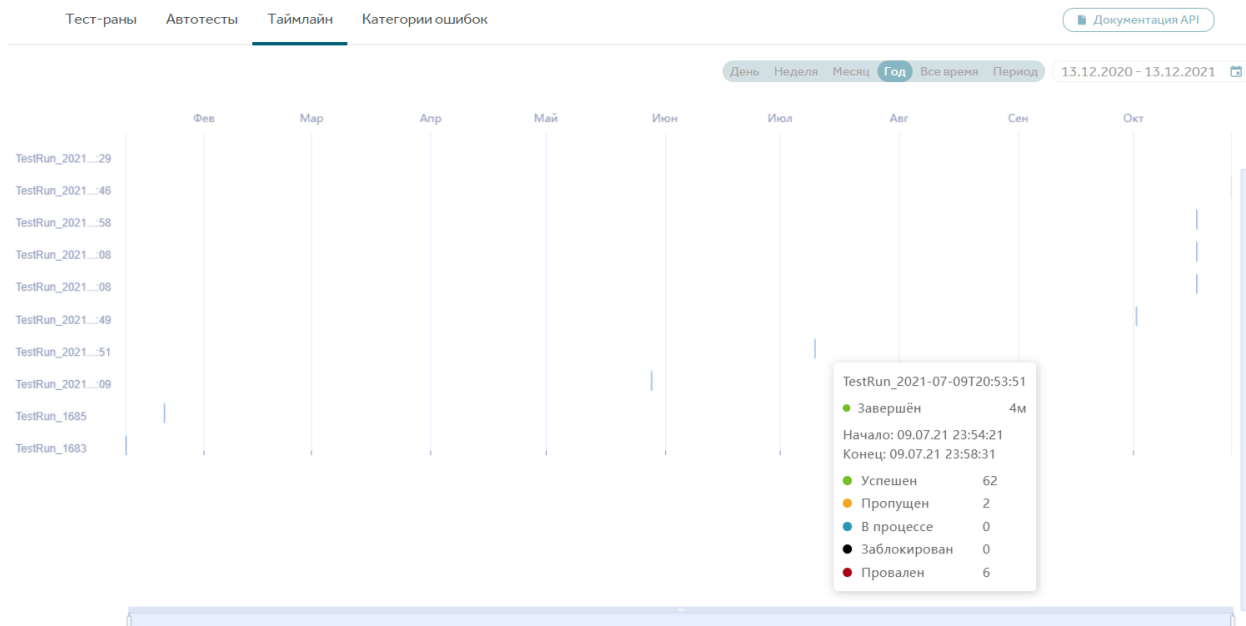 Тест-раны Автотесты Таймлайн Категории ошибок Документация API
День Неделя Месяц Год Все время Период 13.12.2020 - 13.12.2021
Фев Мар Апр Май Июн Июл Авг Сен Окт
TestRun_2021...:29
TestRun_2021...:46
TestRun_2021...:58
TestRun_2021...:08
TestRun_2021...:08
TestRun_2021...:49
TestRun_2021...:51
TestRun_2021...:09
TestRun_1685
TestRun_1683
TestRun_2021-07-09T20:53:51
Завершён 4м
Начало: 09.07.21 23:54:21
Конец: 09.07.21 23:58:31
Успешен 62
Пропущен 2
В процессе 0
Заблокирован 0
Провален 6